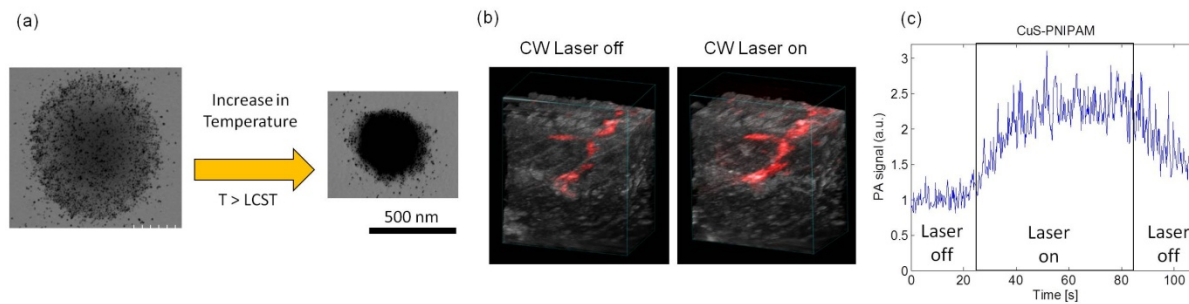 (a)
Increase in
Temperature
T > LCST
500 nm
(b)
CW Laser off
CW Laser on
(c)
CuS-PNIPAM
PA signal (a.u.)
3
2.5
2
1.5
1
0.5
0
Laser
off
Laser
on
Laser
off
0
20
40
60
80
100
Time [s]